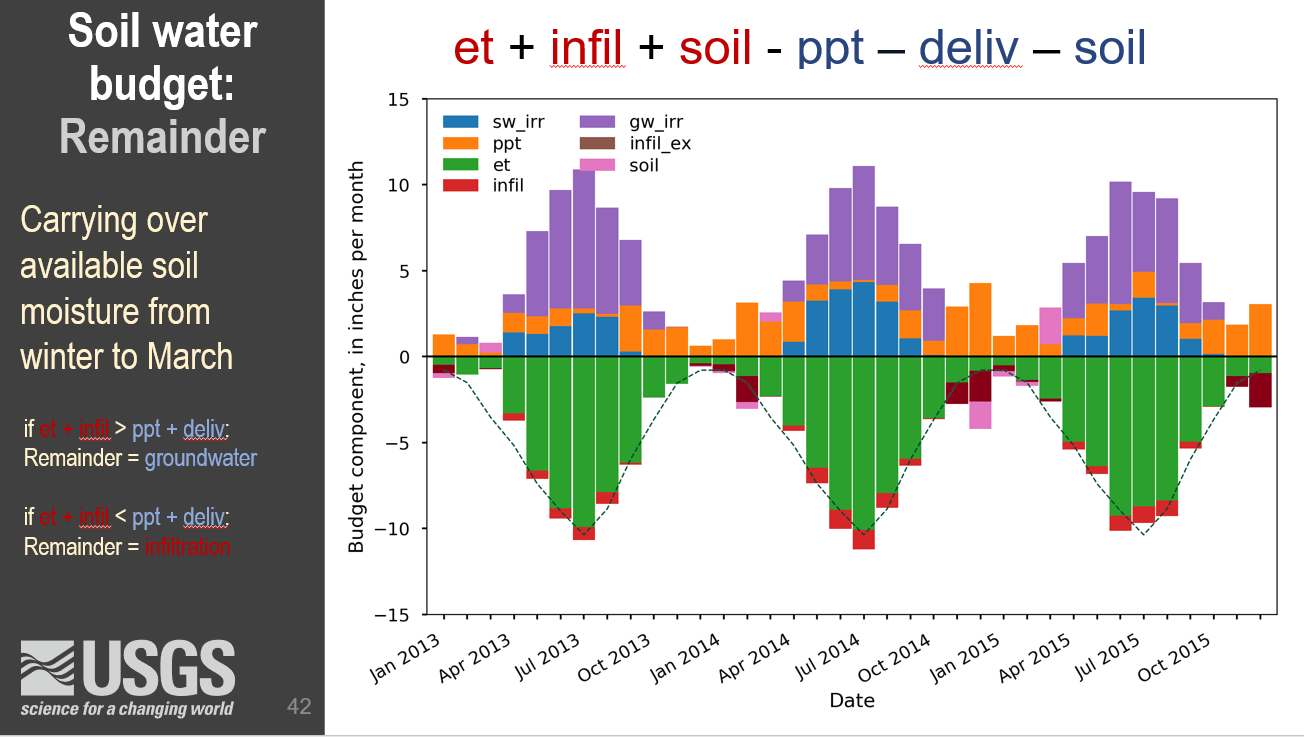 Soil water
budget:
Remainder
Carrying over
available soil
moisture from
winter to March
if et + infil > ppt + deliv:
Remainder = groundwater
if et + infil < ppt + deliv:
Remainder = infiltration
USGS
science for a changing world
42
et + infil + soil - ppt – deliv – soil
sw_irr
ppt
et
infil
gw_irr
infil_ex
soil
Budget component, in inches per month
15
10
5
0
−5
−10
−15
Jan 2013
Apr 2013
Jul 2013
Oct 2013
Jan 2014
Apr 2014
Jul 2014
Oct 2014
Jan 2015
Apr 2015
Jul 2015
Oct 2015
Date